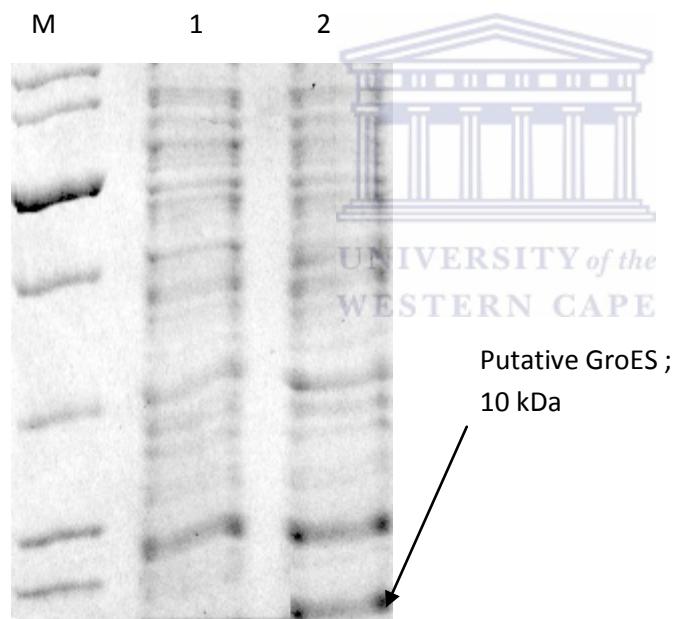 M 1 2
UNIVERSITY of the
WESTERN CAPE
Putative GroES ;
10 kDa